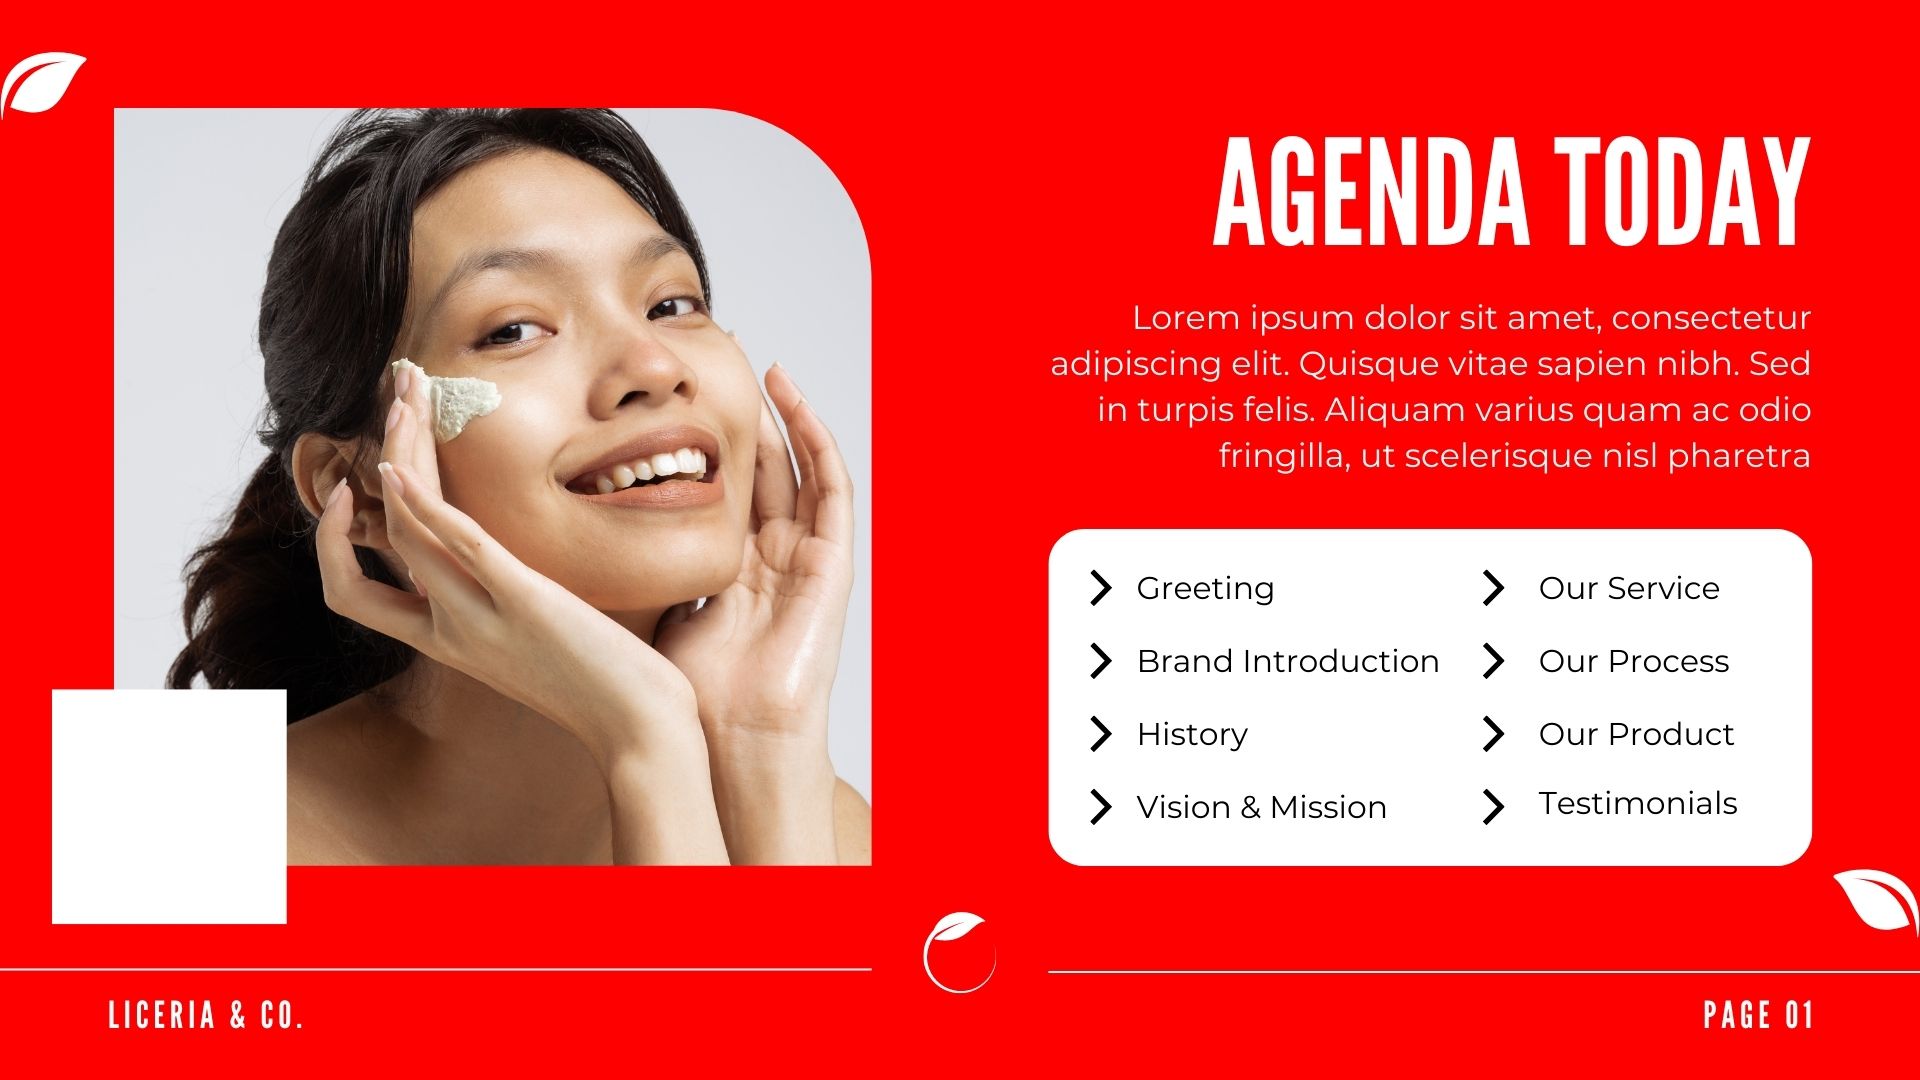 AGENDA TODAY
Lorem ipsum dolor sit amet, consectetur
adipiscing elit. Quisque vitae sapien nibh. Sed
in turpis felis. Aliquam varius quam ac odio
fringilla, ut scelerisque nisl pharetra
Greeting
Brand Introduction
History
Vision & Mission
Our Service
Our Process
Our Product
Testimonials
LICERIA & CO.
PAGE 01